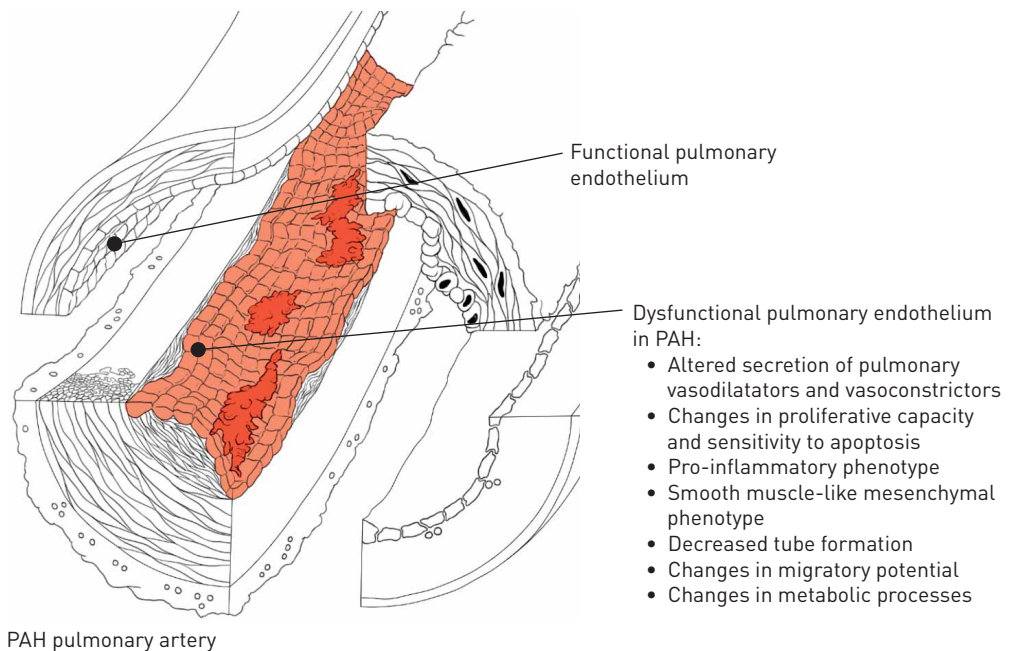 Functional pulmonary
endothelium
Dysfunctional pulmonary endothelium
in PAH:
• Altered secretion of pulmonary
vasodilatators and vasoconstrictors
• Changes in proliferative capacity
and sensitivity to apoptosis
• Pro-inflammatory phenotype
• Smooth muscle-like mesenchymal
phenotype
• Decreased tube formation
• Changes in migratory potential
• Changes in metabolic processes
PAH pulmonary artery